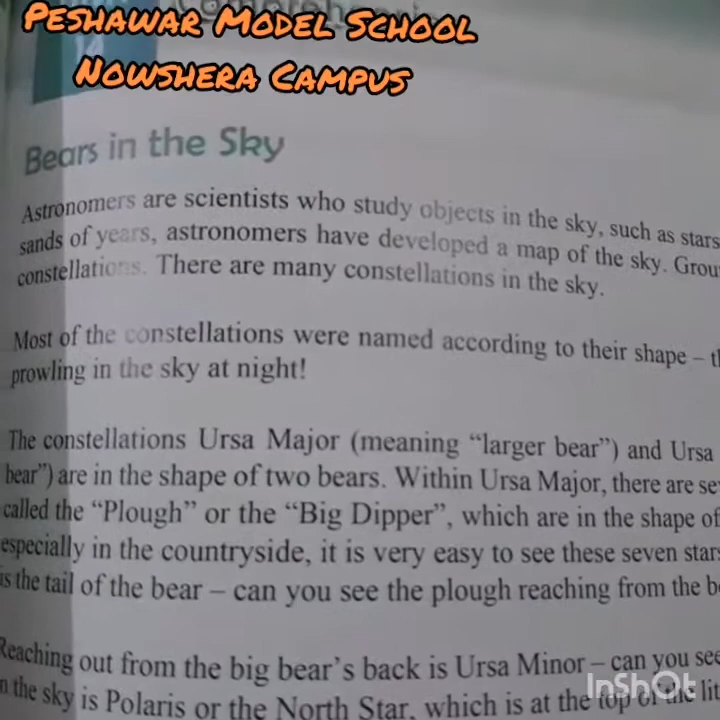 PESHAWAR MODEL SCHOOL
NOWSHERA CAMPUS
14
Bears in the Sky
Astronomers are scientists who study objects in the sky, such as stars
sands of years, astronomers have developed a map of the sky. Grou
constellations. There are many constellations in the sky.
Most of the constellations were named according to their shape – th
prowling in the sky at night!
The constellations Ursa Major (meaning “larger bear”) and Ursa
bear”) are in the shape of two bears. Within Ursa Major, there are se
called the “Plough” or the “Big Dipper”, which are in the shape of
especially in the countryside, it is very easy to see these seven star
is the tail of the bear – can you see the plough reaching from the b
Reaching out from the big bear’s back is Ursa Minor – can you see
n the sky is Polaris or the North Star, which is at the top of the lit
InShOt